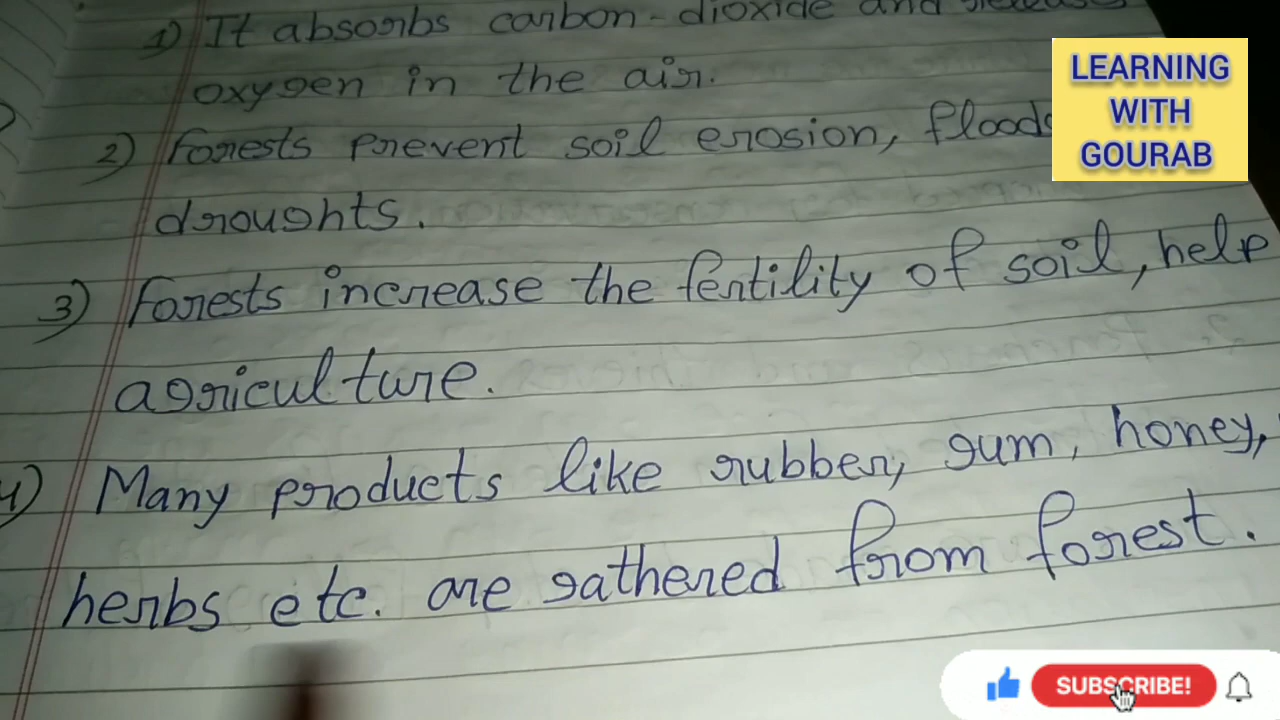 1) It absorbs carbon-dioxide and releases
oxygen in the air.
2) Forests prevent soil erosion, floods
droughts.
3) Forests increase the fertility of soil, help
agriculture.
4) Many products like rubber, gum, honey,
herbs etc. are gathered from forest.
LEARNING
WITH
GOURAB
SUBSCRIBE!